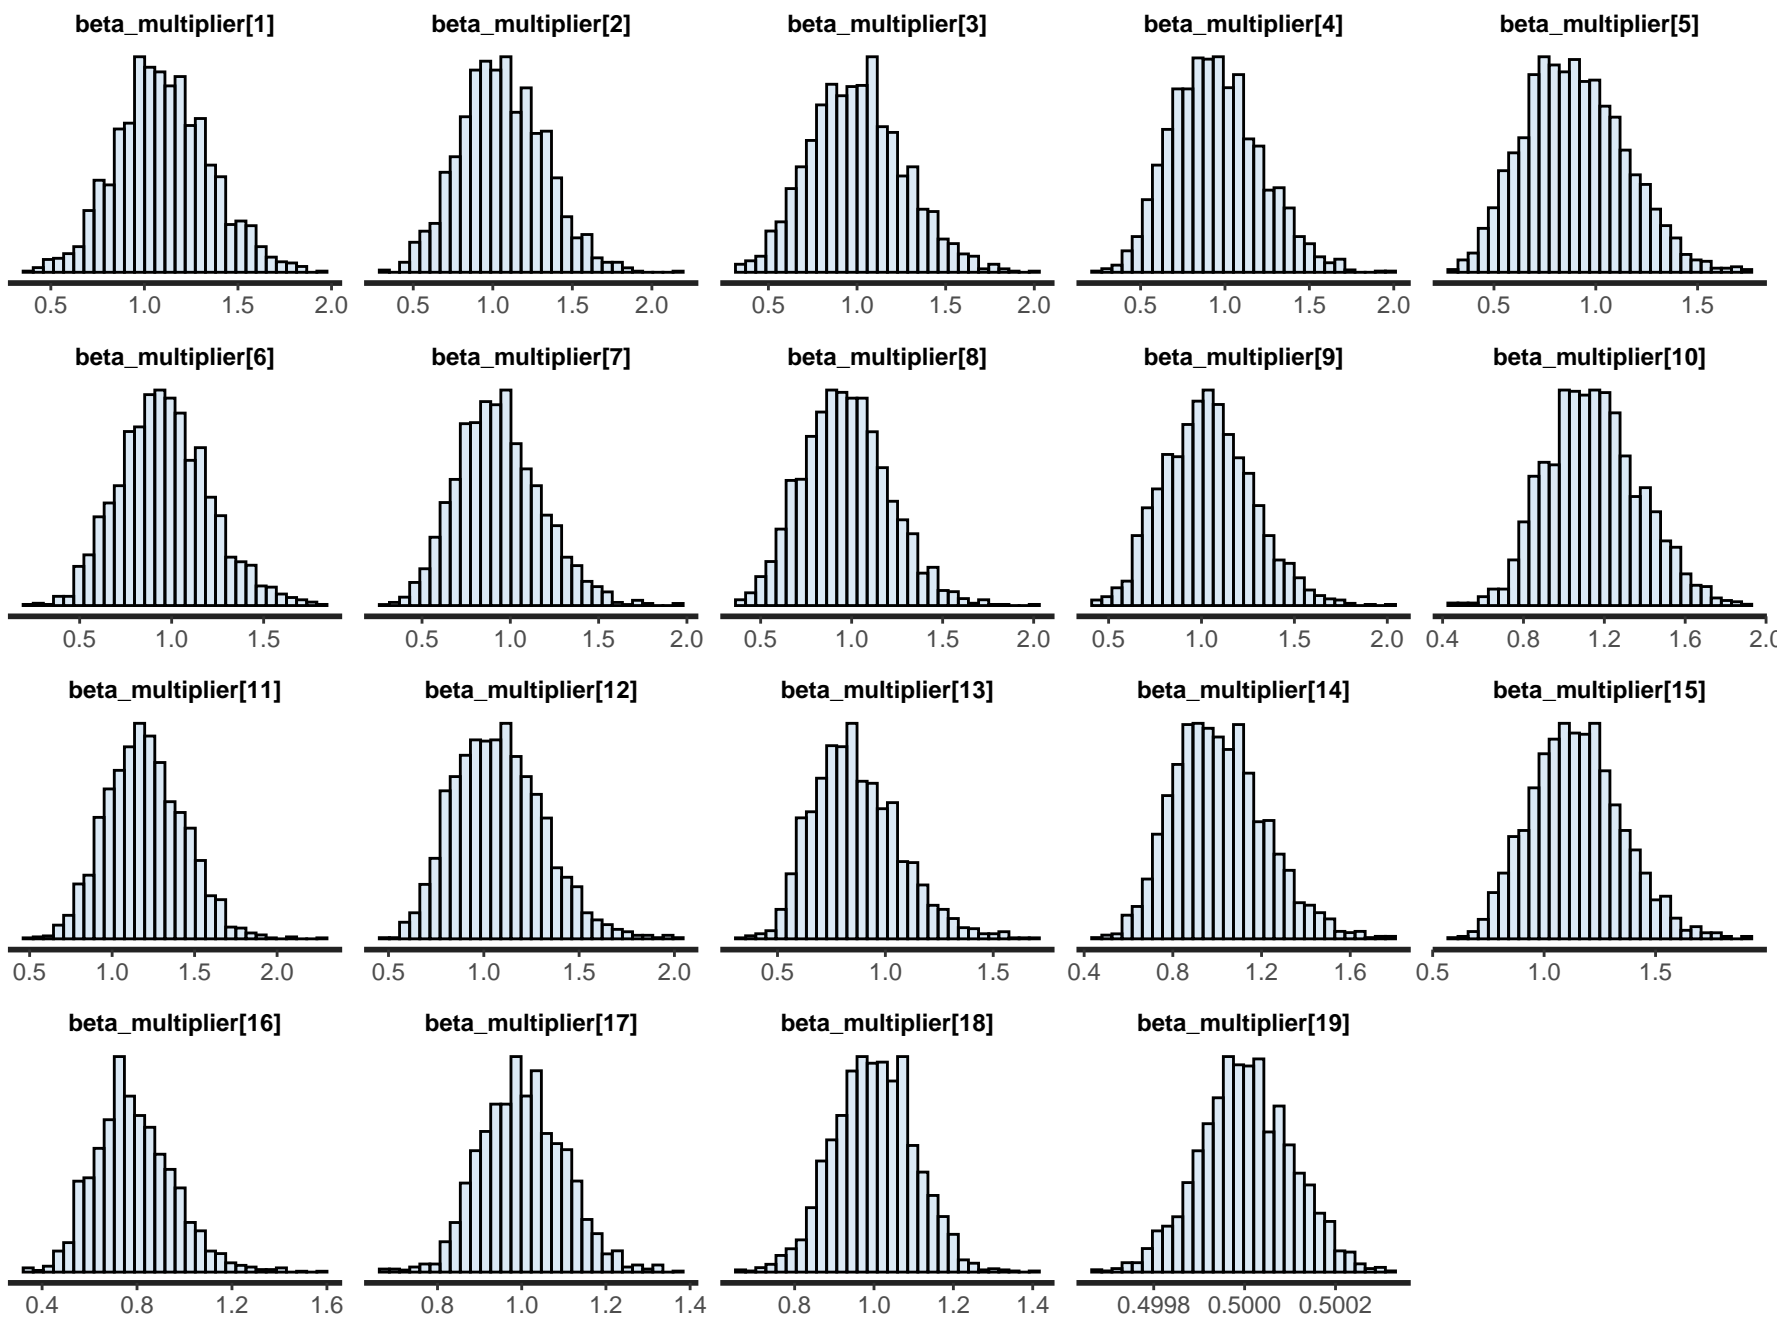 beta_multiplier[1] beta_multiplier[2] beta_multiplier[3] beta_multiplier[4] beta_multiplier[5]
0.5 1.0 1.5 2.0 0.5 1.0 1.5 2.0 0.5 1.0 1.5 2.0 0.5 1.0 1.5 2.0 0.5 1.0 1.5
beta_multiplier[6] beta_multiplier[7] beta_multiplier[8] beta_multiplier[9] beta_multiplier[10]
0.5 1.0 1.5 0.5 1.0 1.5 2.0 0.5 1.0 1.5 2.0 0.5 1.0 1.5 2.0 0.4 0.8 1.2 1.6 2.0
beta_multiplier[11] beta_multiplier[12] beta_multiplier[13] beta_multiplier[14] beta_multiplier[15]
0.5 1.0 1.5 2.0 0.5 1.0 1.5 2.0 0.5 1.0 1.5 0.4 0.8 1.2 1.6 0.5 1.0 1.5
beta_multiplier[16] beta_multiplier[17] beta_multiplier[18] beta_multiplier[19]
0.4 0.8 1.2 1.6 0.8 1.0 1.2 1.4 0.8 1.0 1.2 1.4 0.4998 0.5000 0.5002